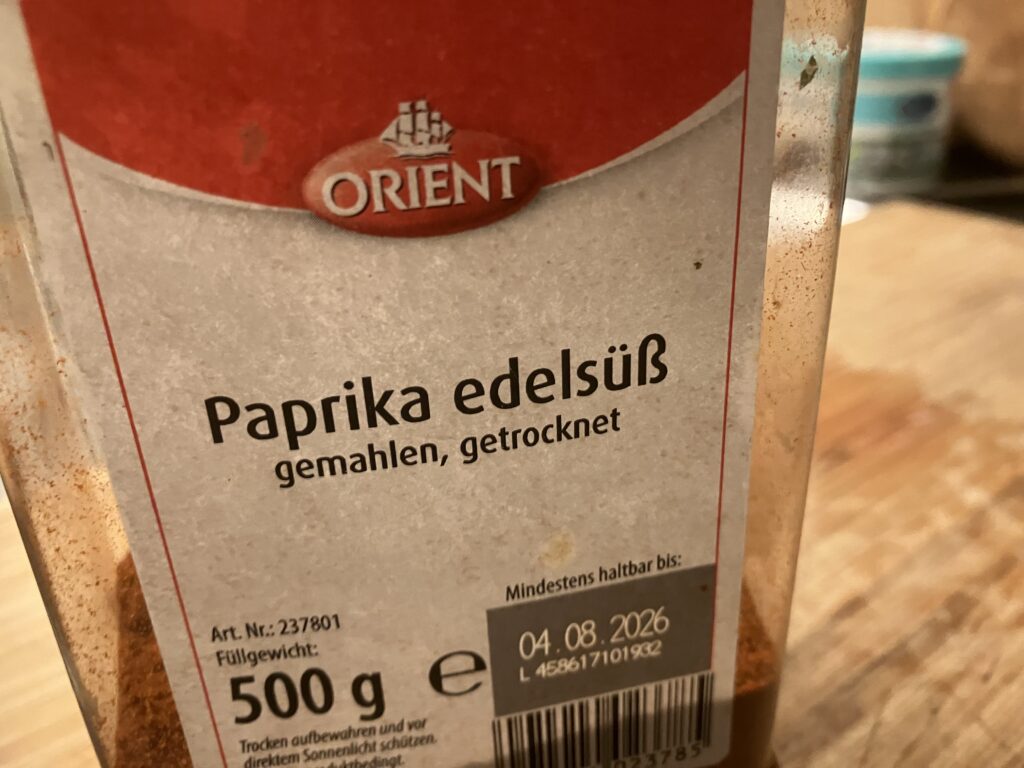 ORIENT
Paprika edelsüß
gemahlen, getrocknet
Mindestens haltbar bis:
04.08.2026
L 458617101932
Art. Nr.: 237801
Füllgewicht:
500 g e
Trocken aufbewahren und vor
direktem Sonnenlicht schützen.
023785